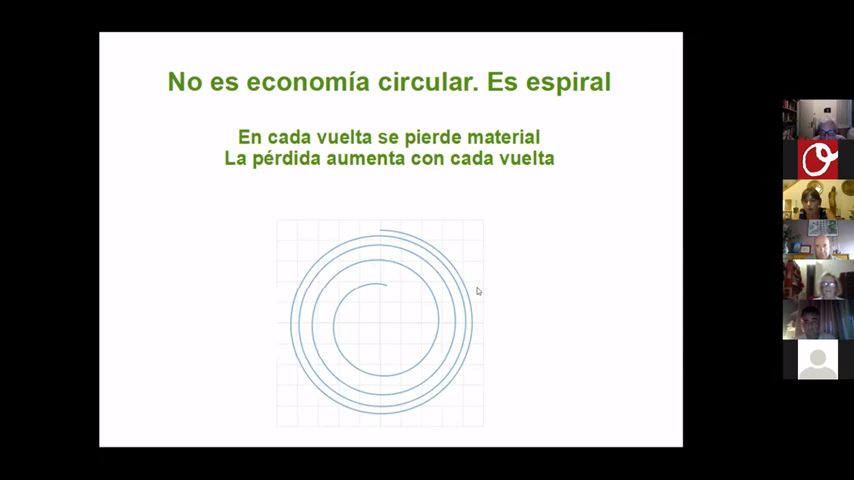 No es economía circular. Es espiral
En cada vuelta se pierde material
La pérdida aumenta con cada vuelta